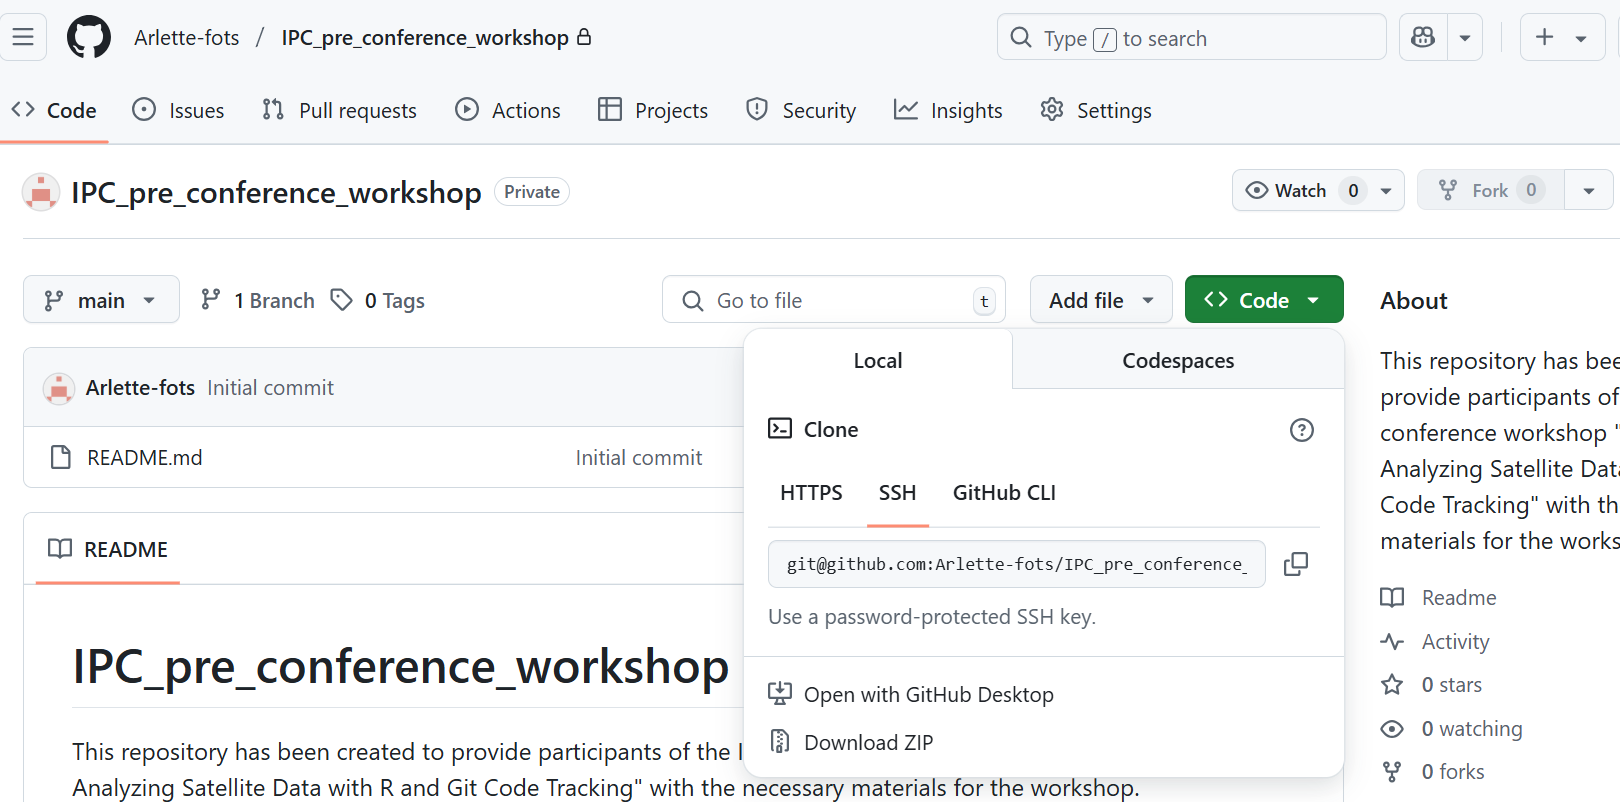 Arlette-fots / IPC_pre_conference_workshop
Type / to search
Code Issues Pull requests Actions Projects Security Insights Settings
IPC_pre_conference_workshop Private
Watch 0 Fork 0
main 1 Branch 0 Tags
Go to file t Add file Code
Local Codespaces
Arlette-fots Initial commit
README.md Initial commit
Clone
HTTPS SSH GitHub CLI
git@github.com:Arlette-fots/IPC_pre_conference_
Use a password-protected SSH key.
Open with GitHub Desktop
Download ZIP
README
IPC_pre_conference_workshop
This repository has been created to provide participants of the
Analyzing Satellite Data with R and Git Code Tracking" with the necessary materials for the workshop.
About
This repository has
provide participants of
conference workshop "
Analyzing Satellite
Code Tracking" with
materials for the
Readme
Activity
0 stars
0 watching
0 forks